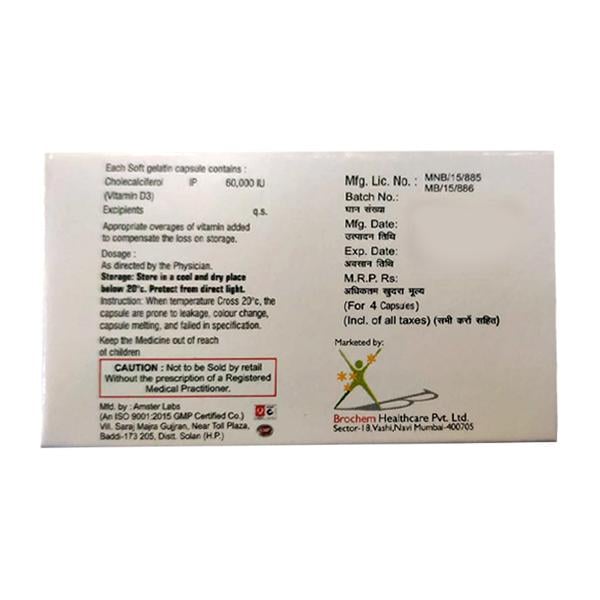 Each Soft gelatin capsule contains :
Cholecalciferol IP 60,000 IU
(Vitamin D3)
Excipients q.s.
Appropriate overages of vitamin added
to compensate the loss on storage.
Dosage :
As directed by the Physician.
Storage: Store in a cool and dry place
below 20°c. Protect from direct light.
Instruction: When temperature Cross 20°c, the
capsule are prone to leakage, colour change,
capsule melting, and failed in specification.
Keep the Medicine out of reach
of children
CAUTION : Not to be Sold by retail
Without the prescription of a Registered
Medical Practitioner.
Mfd. by : Amster Labs
(An ISO 9001:2015 GMP Certified Co.)
Vill. Saraj Majra Gujjran, Near Toll Plaza,
Baddi-173 205, Distt. Solan (H.P.)
GMP
Mfg. Lic. No. : MNB/15/885
MB/15/886
Batch No.:
घान संख्या
Mfg. Date:
उत्पादन तिथि
Exp. Date:
अवसान तिथि
M.R.P. Rs:
अधिकतम खुदरा मूल्य
(For 4 Capsules)
(Incl. of all taxes) (सभी करों सहित)
Marketed by:
Brochem Healthcare Pvt. Ltd.
Sector-18,Vashi,Navi Mumbai-400705